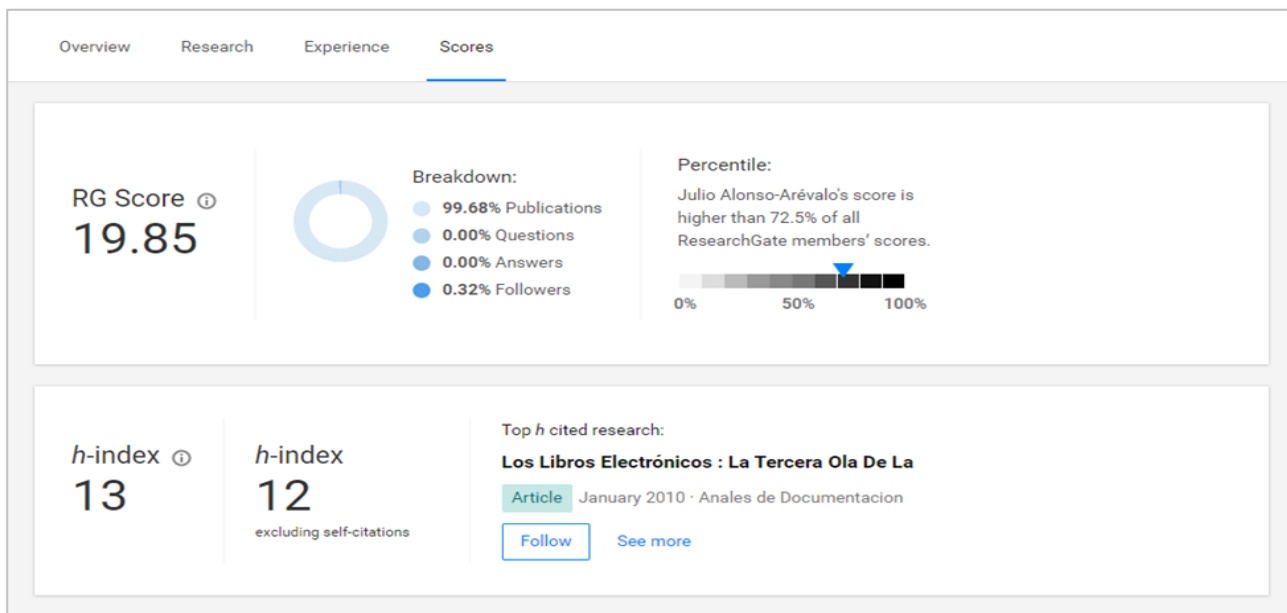 Overview Research Experience Scores
RG Score
19.85
Breakdown:
99.68% Publications
0.00% Questions
0.00% Answers
0.32% Followers
Percentile:
Julio Alonso-Arévalo's score is
higher than 72.5% of all
ResearchGate members' scores.
0% 50% 100%
h-index
13
h-index
12
excluding self-citations
Top h cited research:
Los Libros Electrónicos : La Tercera Ola De La
Article January 2010 · Anales de Documentacion
Follow See more